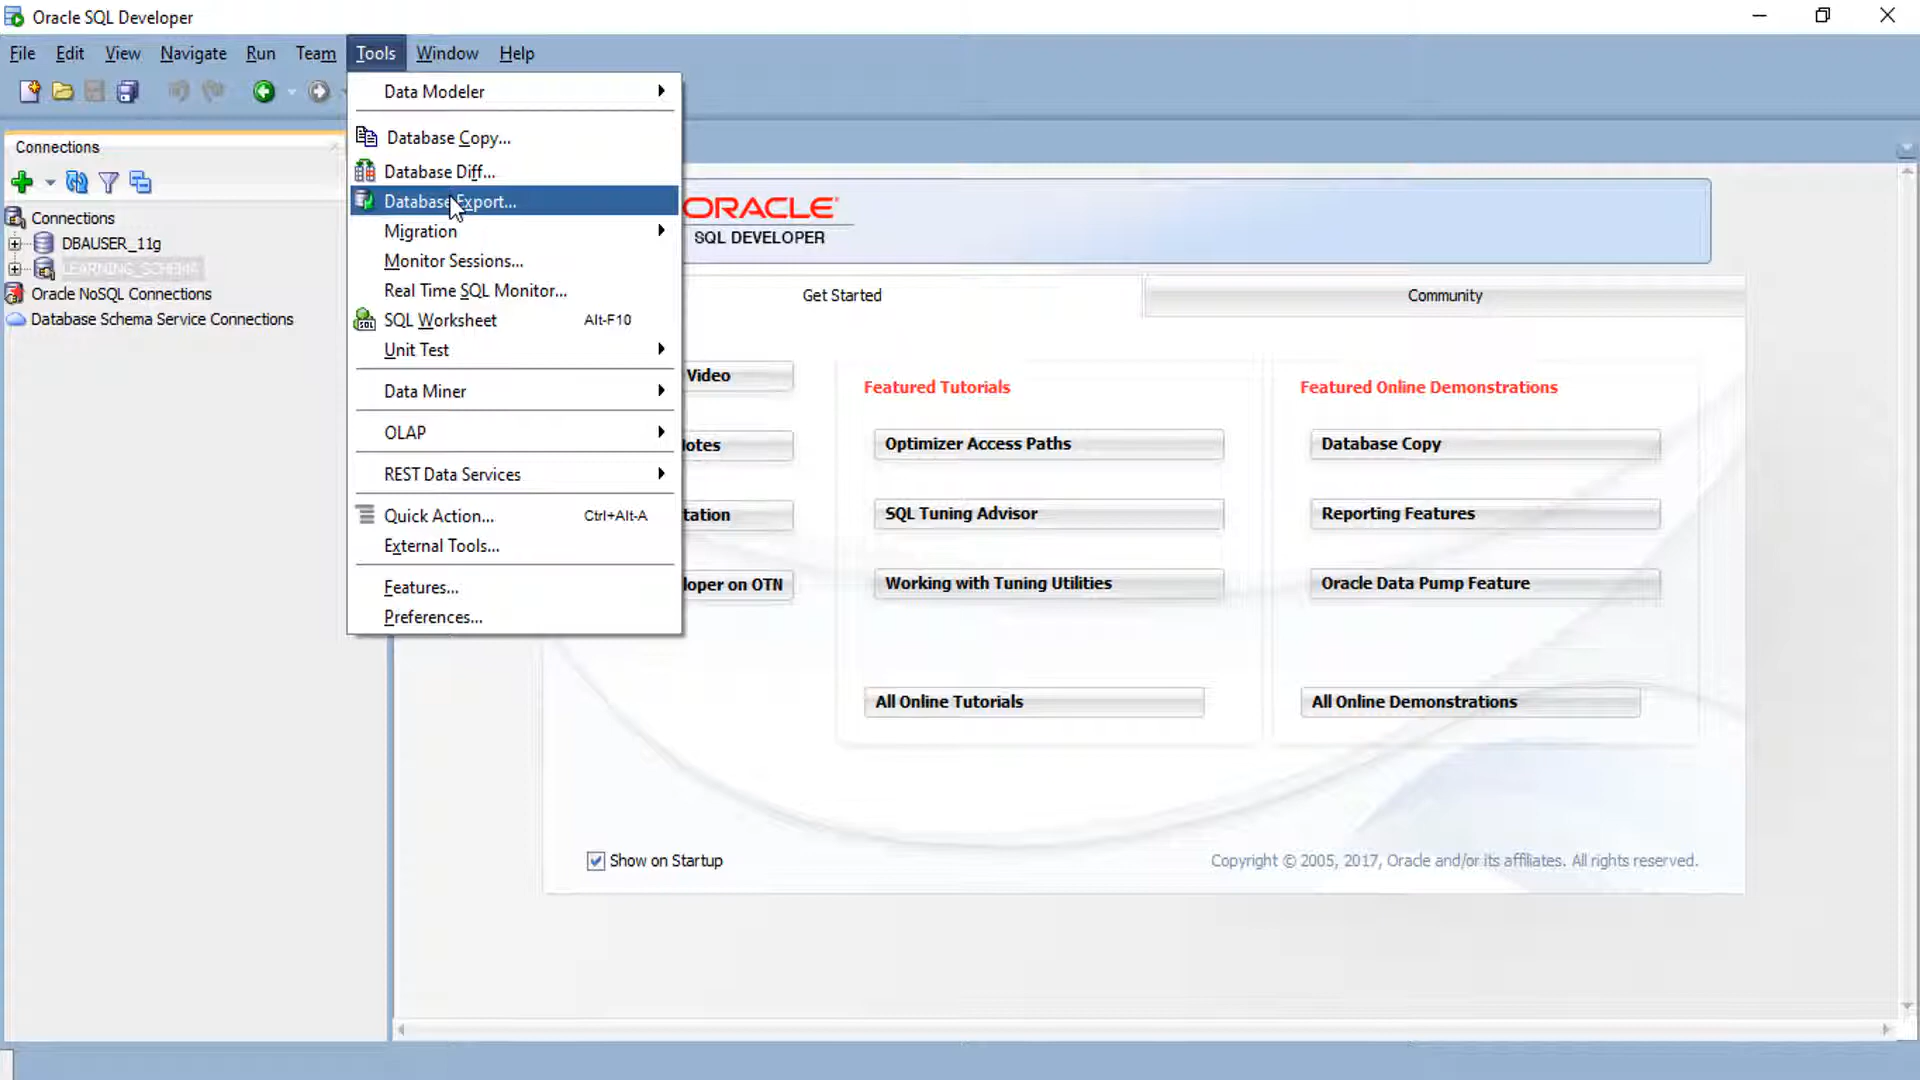 Oracle SQL Developer
File Edit View Navigate Run Team Tools Window Help
Data Modeler
Database Copy...
Database Diff...
Database Export...
Migration
Monitor Sessions...
Real Time SQL Monitor...
SQL Worksheet Alt-F10
Unit Test
Data Miner
OLAP
REST Data Services
Quick Action... Ctrl+Alt-A
External Tools...
Features...
Preferences...
Connections
Connections
DBAUSER_11g
LEARNING_SCHEMA
Oracle NoSQL Connections
Database Schema Service Connections
ORACLE
SQL DEVELOPER
Get Started
Community
Video
otes
tation
loper on OTN
Featured Tutorials
Optimizer Access Paths
SQL Tuning Advisor
Working with Tuning Utilities
All Online Tutorials
Featured Online Demonstrations
Database Copy
Reporting Features
Oracle Data Pump Feature
All Online Demonstrations
Show on Startup
Copyright © 2005, 2017, Oracle and/or its affiliates. All rights reserved.